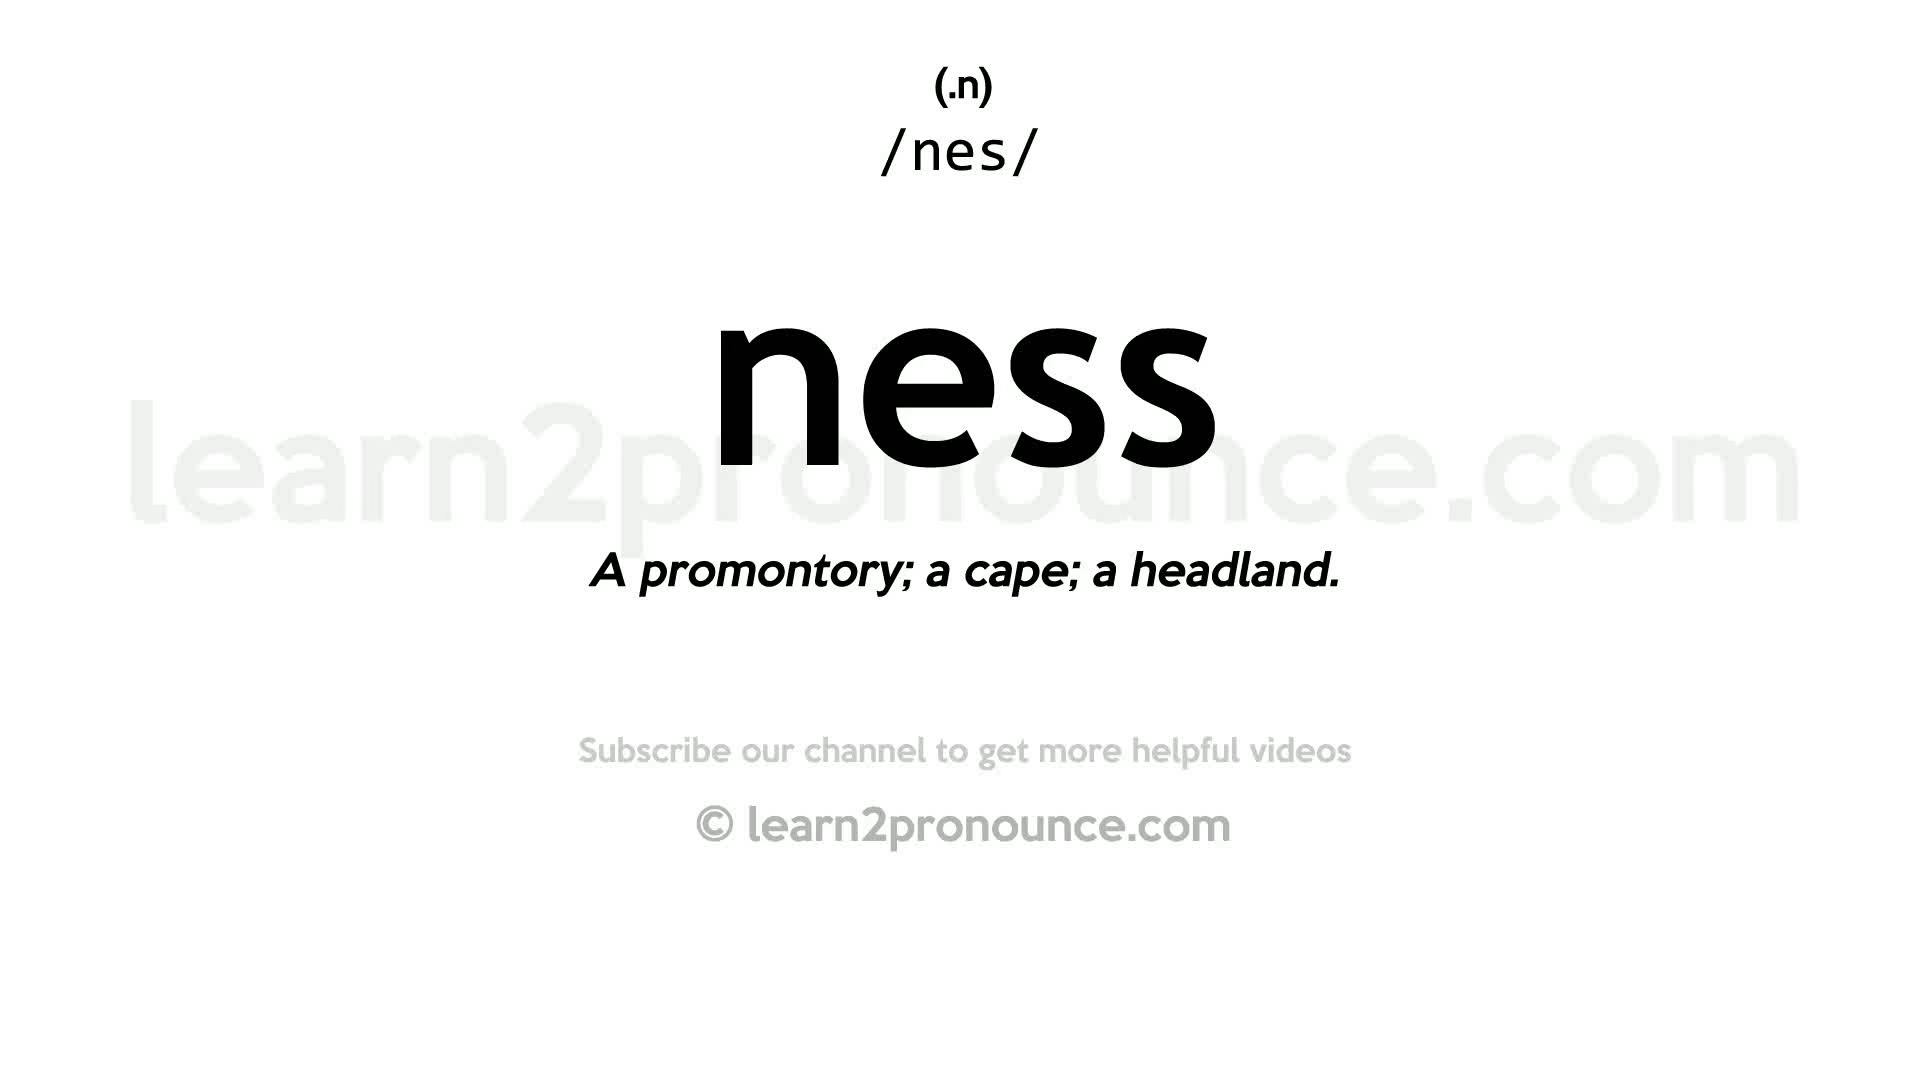 (.n)
/nes/
ness
learn2pronounce.com
A promontory; a cape; a headland.
Subscribe our channel to get more helpful videos
© learn2pronounce.com